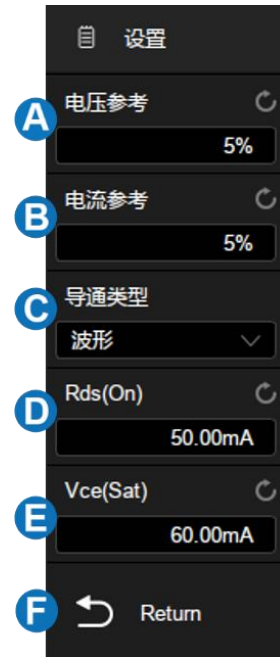 设置
A
电压参考
5%
B
电流参考
5%
C
导通类型
波形
D
Rds(On)
50.00mA
E
Vce(Sat)
60.00mA
F
Return